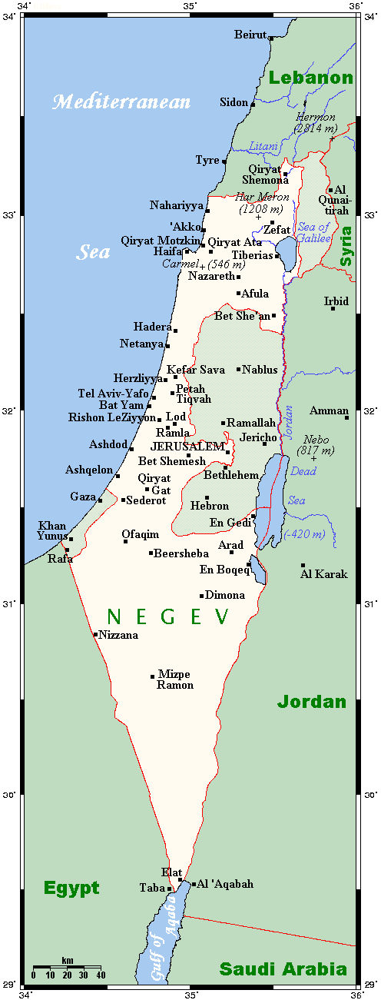 34°
35°
36°
34°
34°
Beirut
Lebanon
Mediterranean
Sidon
Hermon
(2814 m)
Litani
Tyre
Qiryat
Shemona
Al
Qunai-
tirah
Har Meron
(1208 m)
Nahariyya
33°
33°
'Akko
Zefat
Sea of
Galilee
Syria
Qiryat Motzkin
Qiryat Ata
Sea
Haifa
Tiberias
Carmel
(546 m)
Nazareth
Afula
Irbid
Bet She'an
Hadera
Netanya
Kefar Sava
Nablus
Herzliyya
Petah
Tiqvah
Tel Aviv-Yafo
Bat Yam
32°
32°
Jordan
Amman
Rishon LeZiyyon
Lod
Ramla
Ramallah
Jericho
Nebo
(817 m)
Ashdod
JERUSALEM
Bet Shemesh
Ashqelon
Bethlehem
Dead
Sea
(-420 m)
Qiryat
Gat
Gaza
Sederot
Hebron
En Gedi
Khan
Yunus
Ofaqim
Arad
Rafa
Beersheba
En Boqeq
Al Karak
Dimona
31°
31°
NEGEV
Nizzana
Mizpe
Ramon
Jordan
30°
30°
Elat
Taba
Al 'Aqabah
Egypt
Gulf of
Aqaba
km
0 10 20 30 40
Saudi Arabia
29°
29°
34°
35°
36°